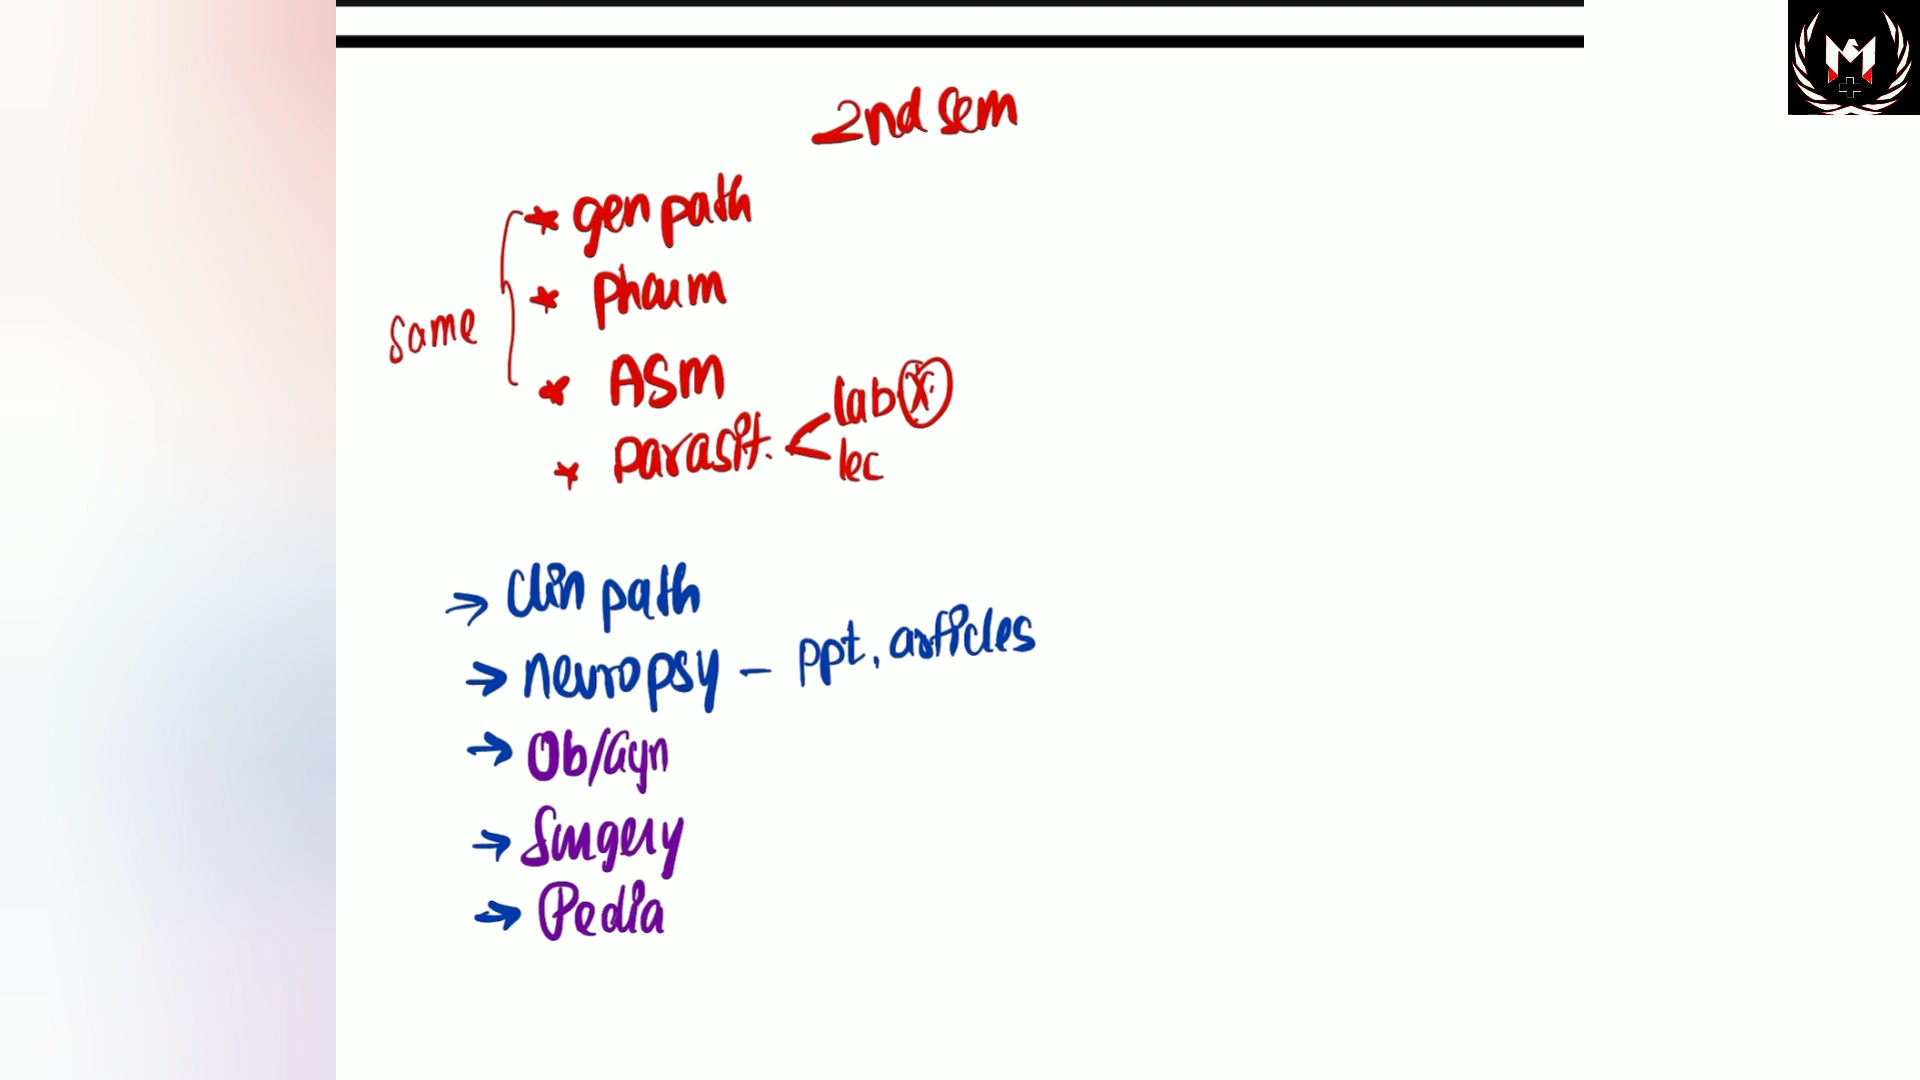 2nd sem
* gen path
* Pharm
same
* ASM
lab X
* parasit.
lec
→ Clin path
→ neuropsy - ppt, articles
→ Ob/Gyn
→ Surgery
→ Pedia
M